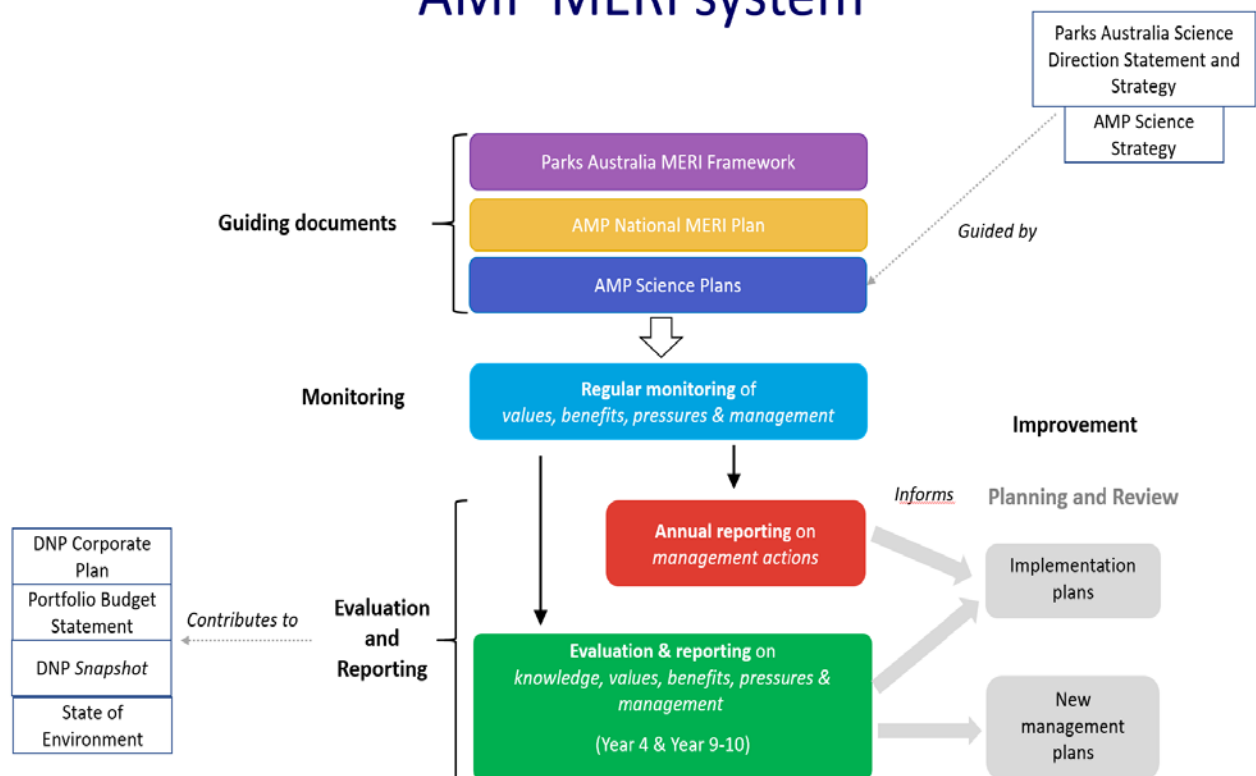 AMP MERI system
Parks Australia Science
Direction Statement and
Strategy
AMP Science
Strategy
Guided by
Guiding documents
Parks Australia MERI Framework
AMP National MERI Plan
AMP Science Plans
Monitoring
Regular monitoring of
values, benefits, pressures & management
Improvement
Informs
Planning and Review
Annual reporting on
management actions
Implementation
plans
DNP Corporate
Plan
Portfolio Budget
Statement
DNP Snapshot
State of
Environment
Contributes to
Evaluation
and
Reporting
Evaluation & reporting on
knowledge, values, benefits, pressures &
management
(Year 4 & Year 9-10)
New
management
plans